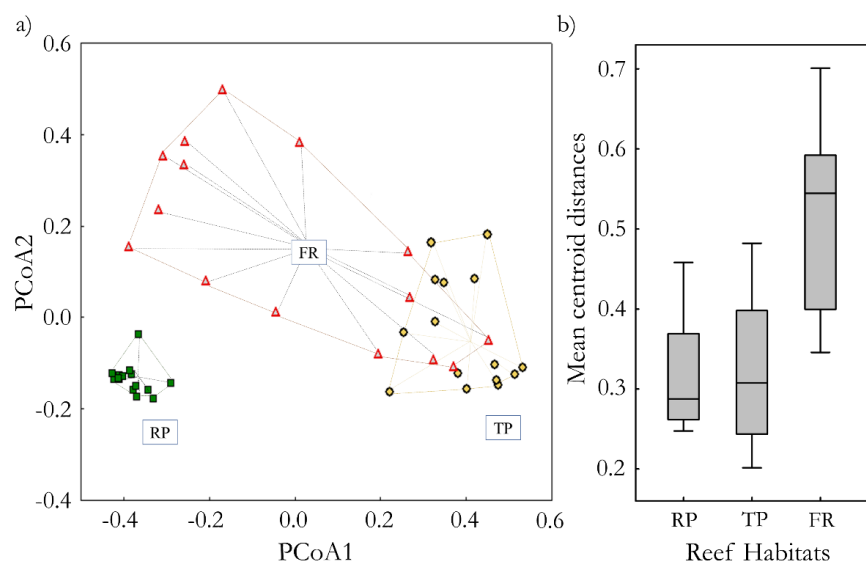 a)
0.6
0.4
0.2
0.0
-0.2
-0.4
PCoA2
FR
RP
TP
-0.4
-0.2
0.0
0.2
0.4
0.6
PCoA1
b)
0.7
0.6
0.5
0.4
0.3
0.2
Mean centroid distances
RP
TP
FR
Reef Habitats